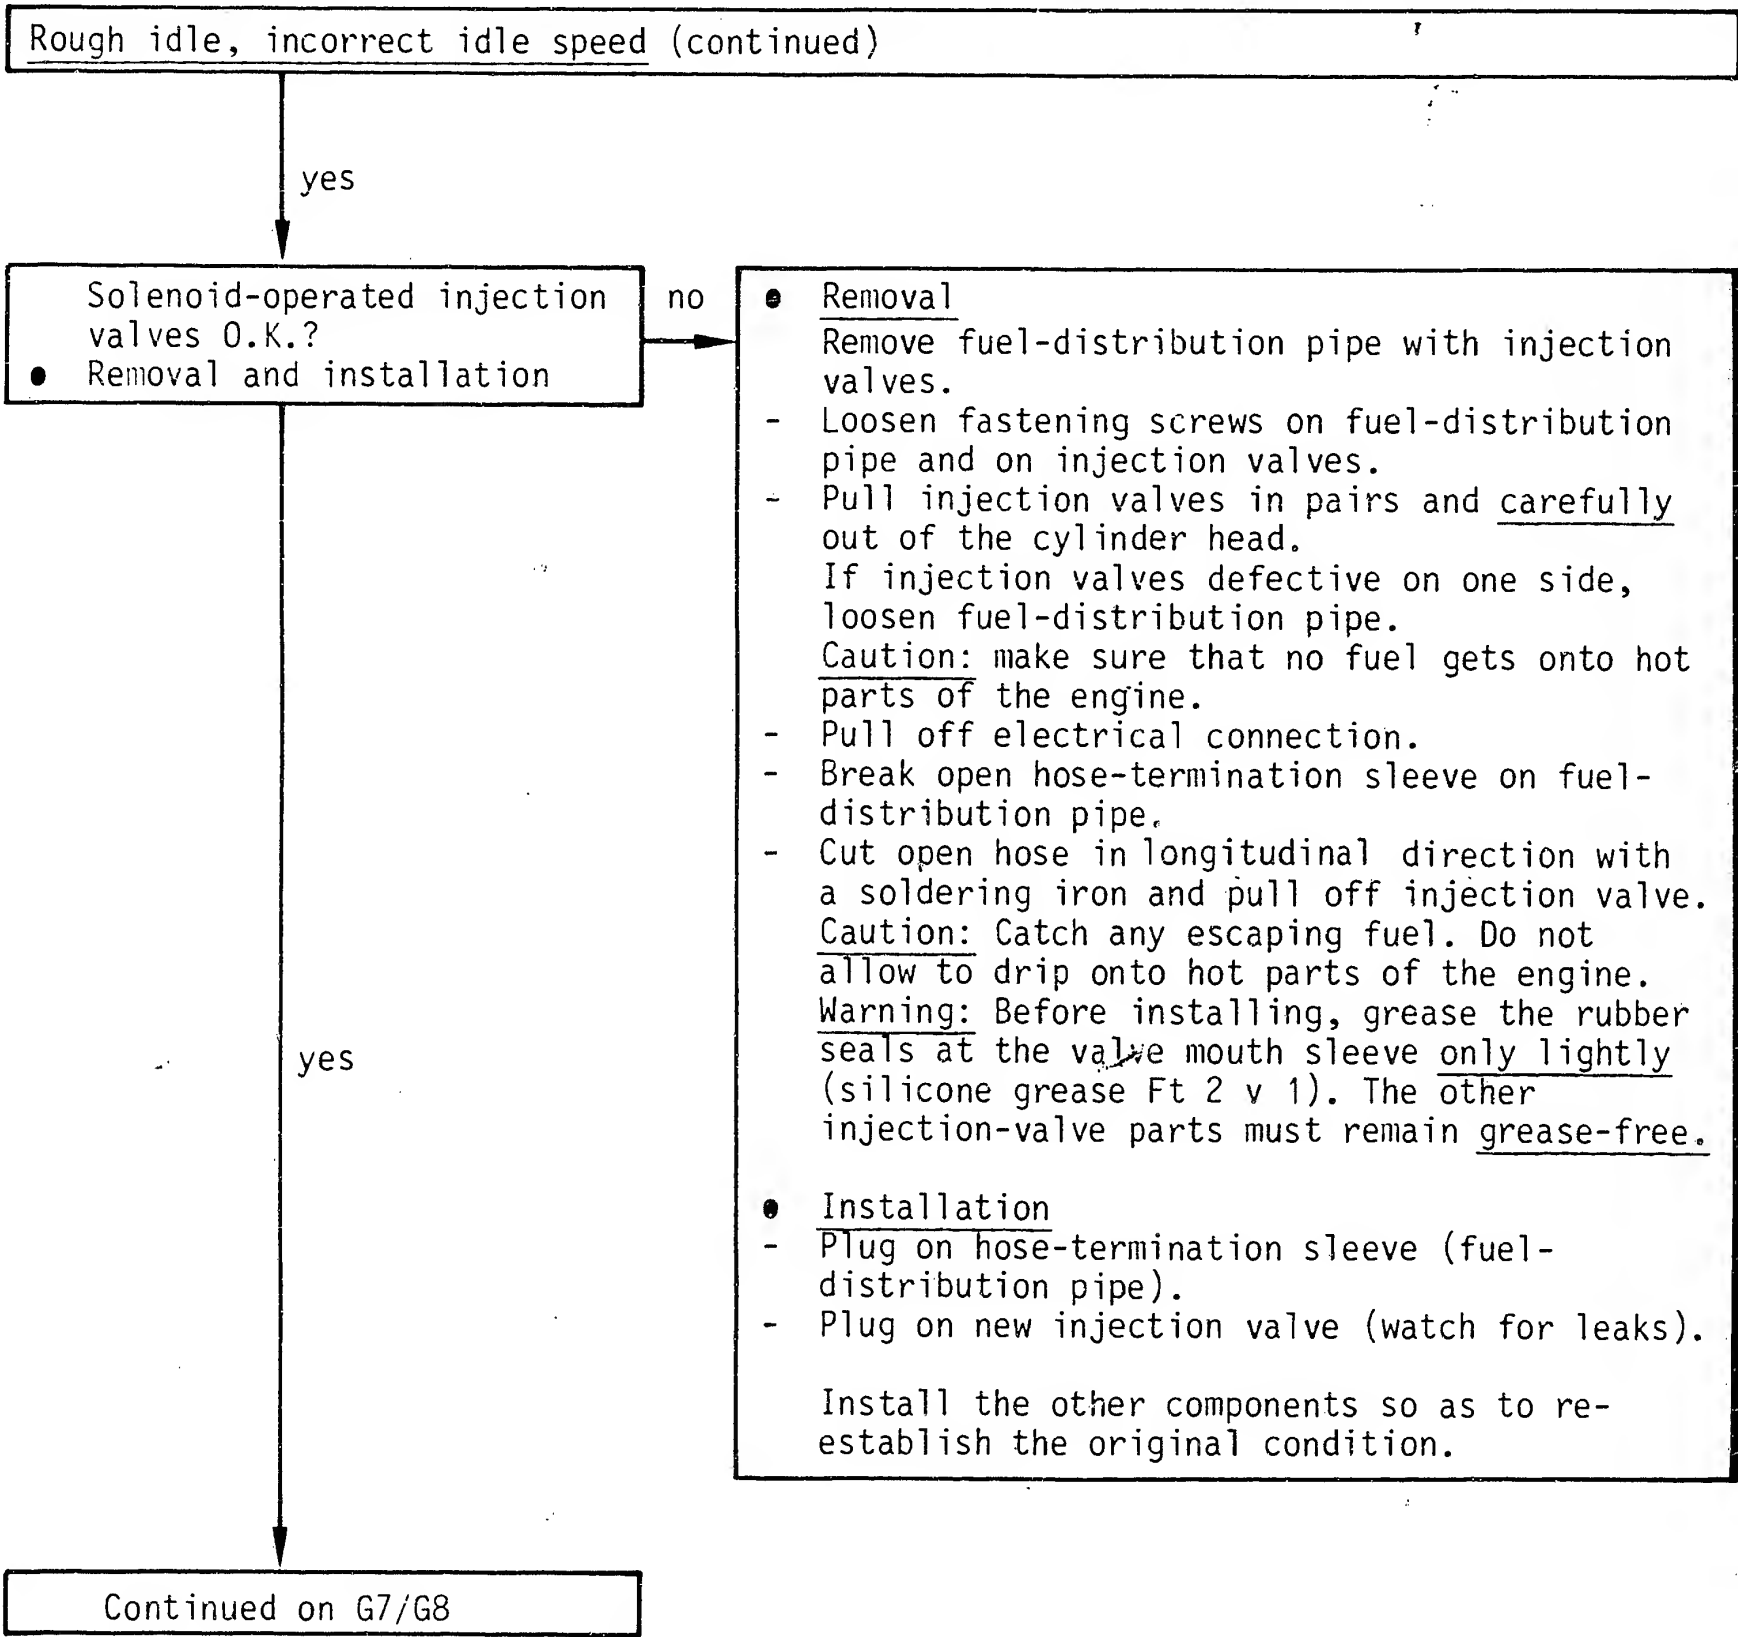 Rough idle, incorrect idle speed (continued)
yes
Solenoid-operated injection
valves O.K.?
● Removal and installation
no
● Removal
Remove fuel-distribution pipe with injection
valves.
- Loosen fastening screws on fuel-distribution
pipe and on injection valves.
- Pull injection valves in pairs and carefully
out of the cylinder head.
If injection valves defective on one side,
loosen fuel-distribution pipe.
Caution: make sure that no fuel gets onto hot
parts of the engine.
- Pull off electrical connection.
- Break open hose-termination sleeve on fuel-
distribution pipe.
- Cut open hose in longitudinal direction with
a soldering iron and pull off injection valve.
Caution: Catch any escaping fuel. Do not
allow to drip onto hot parts of the engine.
Warning: Before installing, grease the rubber
seals at the valve mouth sleeve only lightly
(silicone grease Ft 2 v 1). The other
injection-valve parts must remain grease-free.
● Installation
- Plug on hose-termination sleeve (fuel-
distribution pipe).
- Plug on new injection valve (watch for leaks).
Install the other components so as to re-
establish the original condition.
yes
Continued on G7/G8